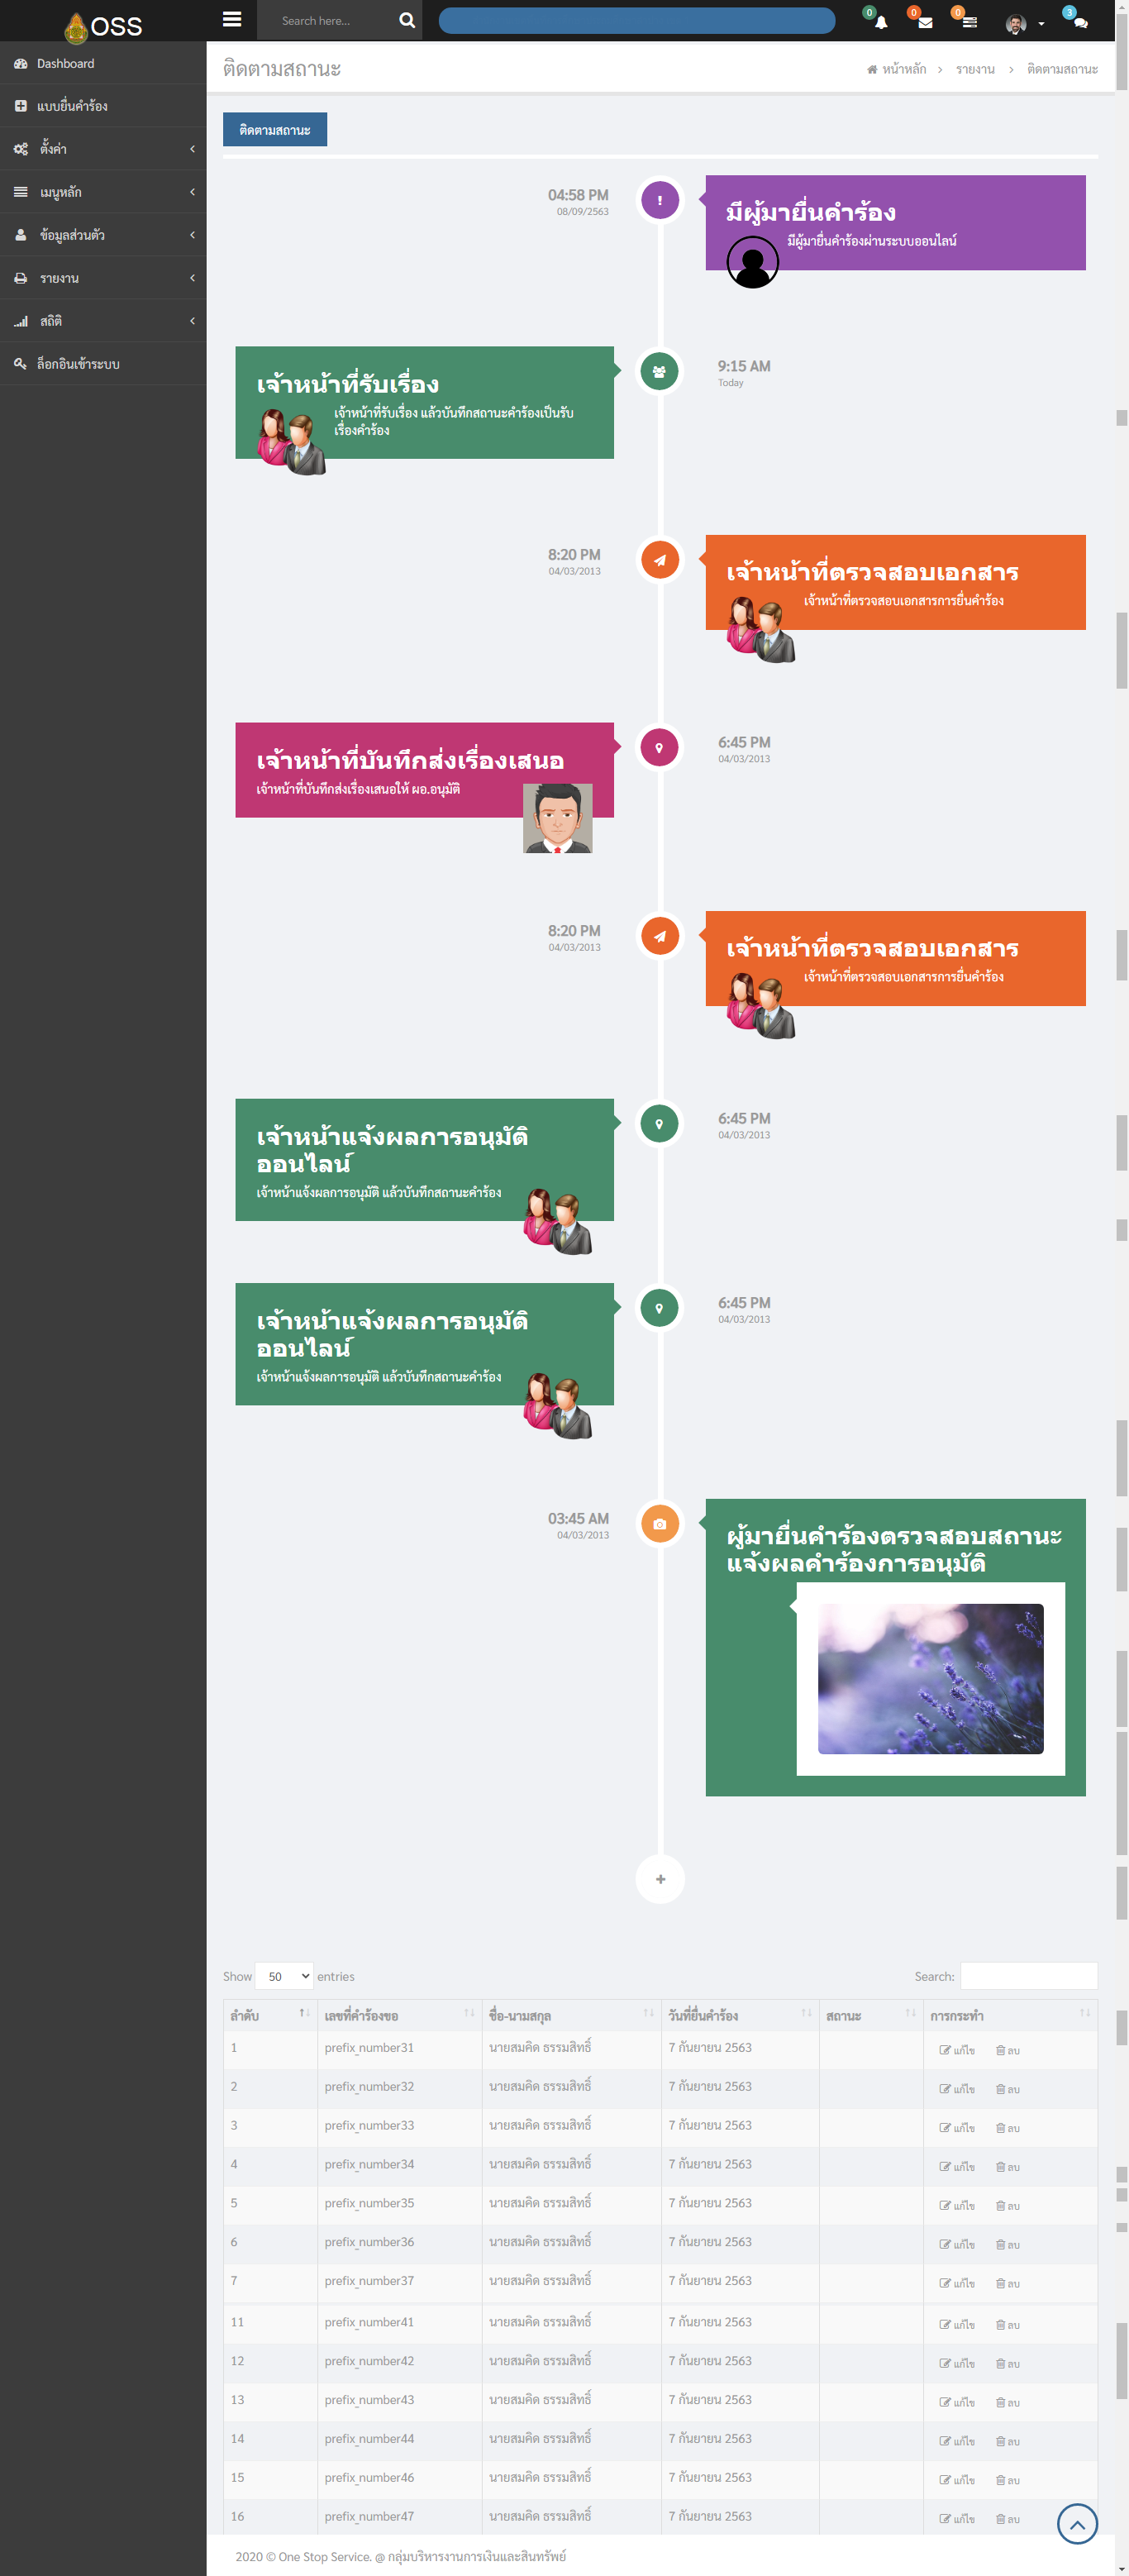 OSS
Search here...
0
0
0
3
Dashboard
แบบยื่นคำร้อง
ตั้งค่า
เมนูหลัก
ข้อมูลส่วนตัว
รายงาน
สถิติ
ล็อกอินเข้าระบบ
ติดตามสถานะ
หน้าหลัก
รายงาน
ติดตามสถานะ
ติดตามสถานะ
04:58 PM
08/09/2563
มีผู้มายื่นคำร้อง
มีผู้มายื่นคำร้องผ่านระบบออนไลน์
เจ้าหน้าที่รับเรื่อง
เจ้าหน้าที่รับเรื่อง แล้วบันทึกสถานะคำร้องเป็นรับ
เรื่องคำร้อง
9:15 AM
Today
8:20 PM
04/03/2013
เจ้าหน้าที่ตรวจสอบเอกสาร
เจ้าหน้าที่ตรวจสอบเอกสารการยื่นคำร้อง
เจ้าหน้าที่บันทึกส่งเรื่องเสนอ
เจ้าหน้าที่บันทึกส่งเรื่องเสนอให้ ผอ.อนุมัติ
6:45 PM
04/03/2013
8:20 PM
04/03/2013
เจ้าหน้าที่ตรวจสอบเอกสาร
เจ้าหน้าที่ตรวจสอบเอกสารการยื่นคำร้อง
เจ้าหน้าแจ้งผลการอนุมัติ
ออนไลน์
เจ้าหน้าแจ้งผลการอนุมัติ แล้วบันทึกสถานะคำร้อง
6:45 PM
04/03/2013
เจ้าหน้าแจ้งผลการอนุมัติ
ออนไลน์
เจ้าหน้าแจ้งผลการอนุมัติ แล้วบันทึกสถานะคำร้อง
6:45 PM
04/03/2013
03:45 AM
04/03/2013
ผู้มายื่นคำร้องตรวจสอบสถานะ
แจ้งผลคำร้องการอนุมัติ
Show 50 entries
Search:
ลำดับ เลขที่คำร้องขอ ชื่อ-นามสกุล วันที่ยื่นคำร้อง สถานะ การกระทำ
1 prefix_number31 นายสมคิด ธรรมสิทธิ์ 7 กันยายน 2563 แก้ไข ลบ
2 prefix_number32 นายสมคิด ธรรมสิทธิ์ 7 กันยายน 2563 แก้ไข ลบ
3 prefix_number33 นายสมคิด ธรรมสิทธิ์ 7 กันยายน 2563 แก้ไข ลบ
4 prefix_number34 นายสมคิด ธรรมสิทธิ์ 7 กันยายน 2563 แก้ไข ลบ
5 prefix_number35 นายสมคิด ธรรมสิทธิ์ 7 กันยายน 2563 แก้ไข ลบ
6 prefix_number36 นายสมคิด ธรรมสิทธิ์ 7 กันยายน 2563 แก้ไข ลบ
7 prefix_number37 นายสมคิด ธรรมสิทธิ์ 7 กันยายน 2563 แก้ไข ลบ
11 prefix_number41 นายสมคิด ธรรมสิทธิ์ 7 กันยายน 2563 แก้ไข ลบ
12 prefix_number42 นายสมคิด ธรรมสิทธิ์ 7 กันยายน 2563 แก้ไข ลบ
13 prefix_number43 นายสมคิด ธรรมสิทธิ์ 7 กันยายน 2563 แก้ไข ลบ
14 prefix_number44 นายสมคิด ธรรมสิทธิ์ 7 กันยายน 2563 แก้ไข ลบ
15 prefix_number46 นายสมคิด ธรรมสิทธิ์ 7 กันยายน 2563 แก้ไข ลบ
16 prefix_number47 นายสมคิด ธรรมสิทธิ์ 7 กันยายน 2563 แก้ไข ลบ
2020 © One Stop Service. @ กลุ่มบริหารงานการเงินและสินทรัพย์